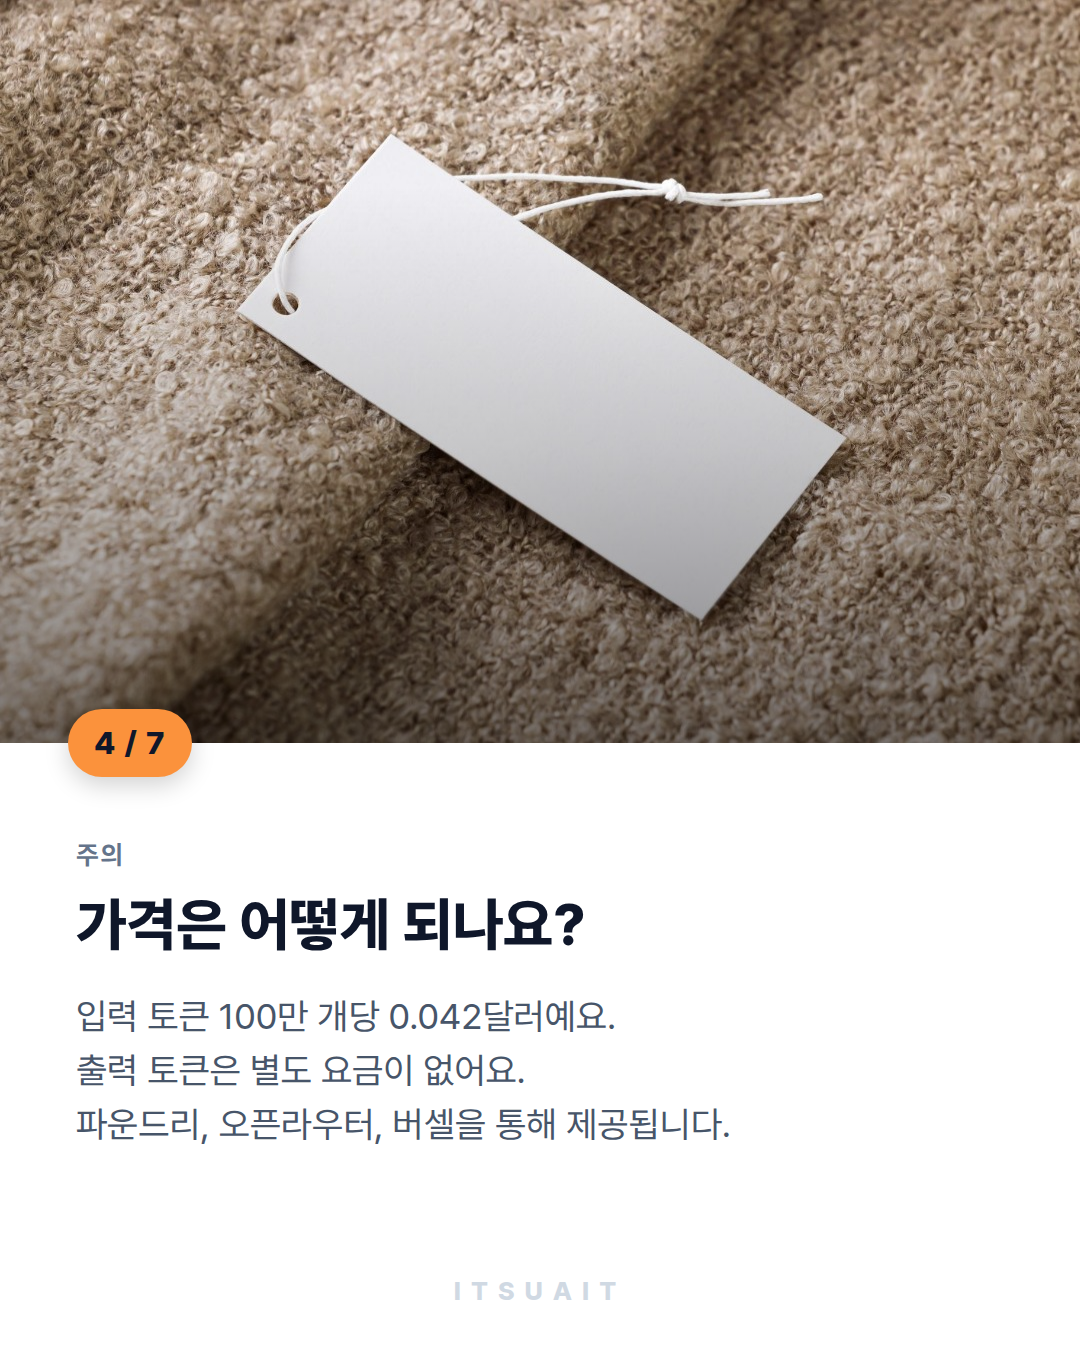 4 / 7
주의
가격은 어떻게 되나요?
입력 토큰 100만 개당 0.042달러예요.
출력 토큰은 별도 요금이 없어요.
파운드리, 오픈라우터, 버셀을 통해 제공됩니다.
ITSUAIT